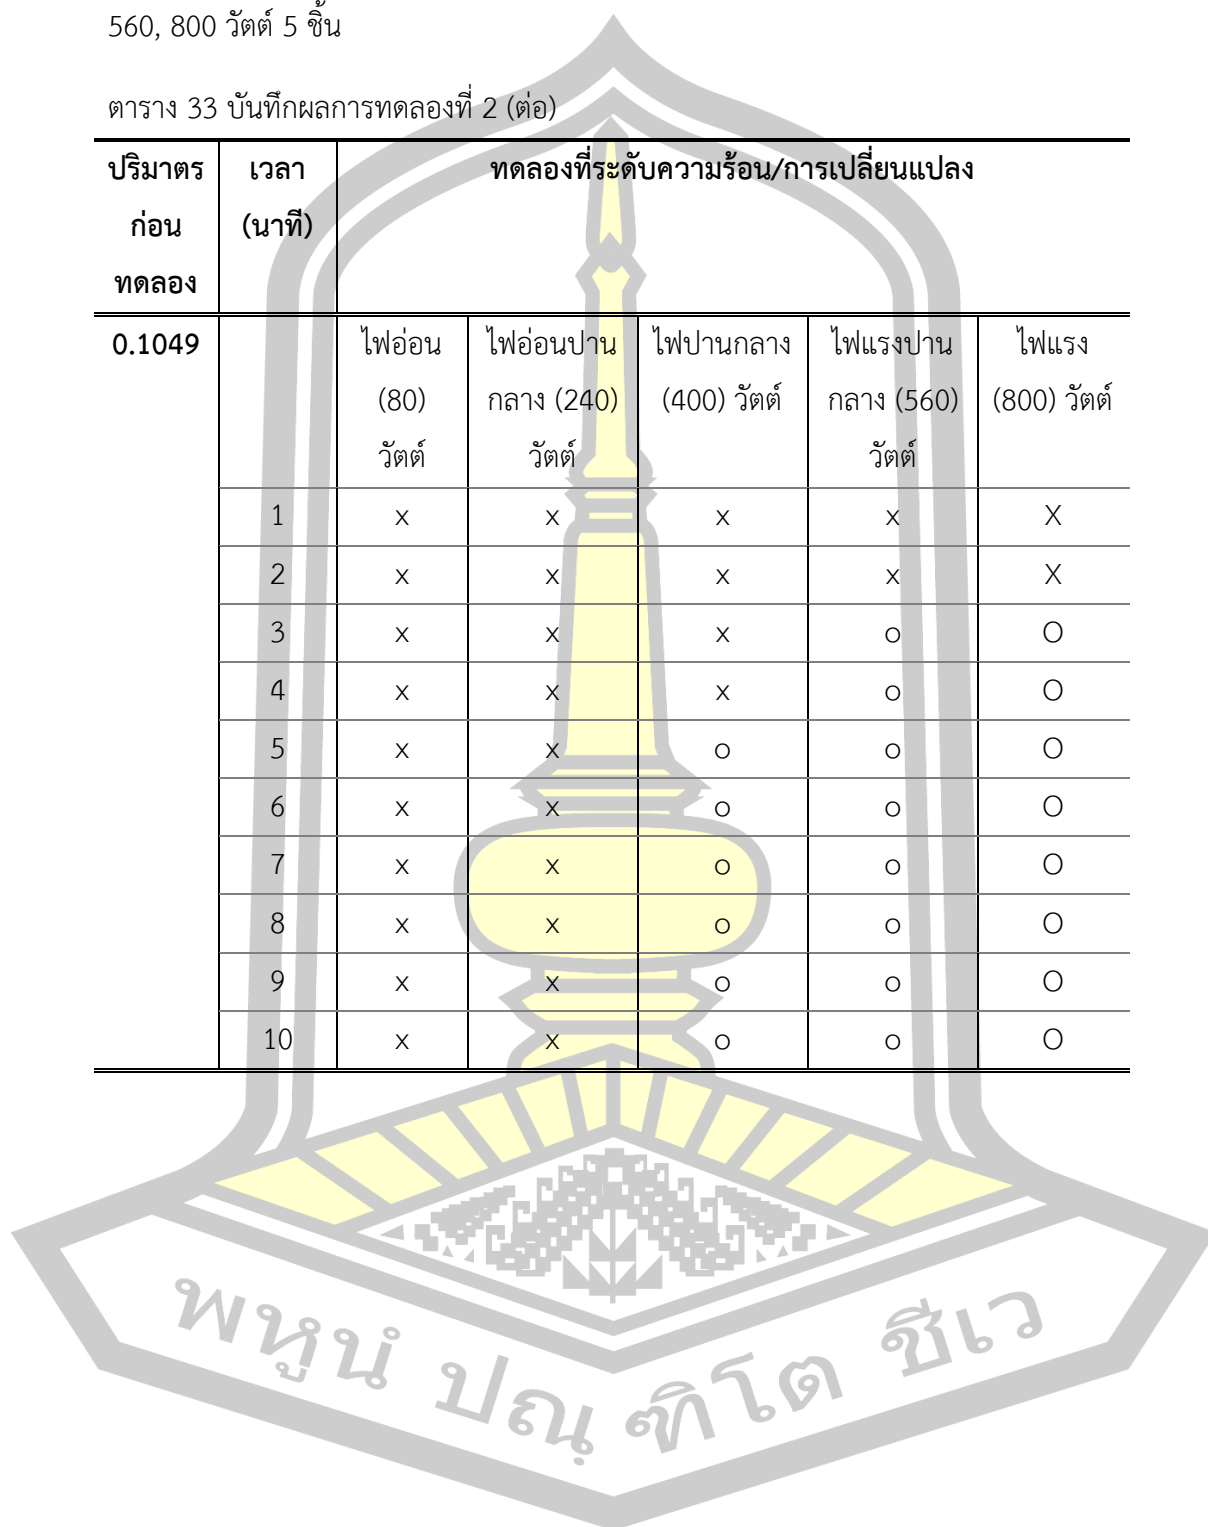 560, 800 วัตต์ 5 ชิ้น
ตาราง 33 บันทึกผลการทดลองที่ 2 (ต่อ)
ปริมาตร เวลา ทดลองที่ระดับความร้อน/การเปลี่ยนแปลง
ก่อน (นาที)
ทดลอง
0.1049 ไฟอ่อน ไฟอ่อนปาน ไฟปานกลาง ไฟแรงปาน ไฟแรง
(80) กลาง (240) (400) วัตต์ กลาง (560) (800) วัตต์
วัตต์ วัตต์ วัตต์
1 x x x x X
2 x x x x X
3 x x x o O
4 x x x o O
5 x x o o O
6 x x o o O
7 x x o o O
8 x x o o O
9 x x o o O
10 x x o o O
พหูนํ ปณฺฑิโต ชีเว